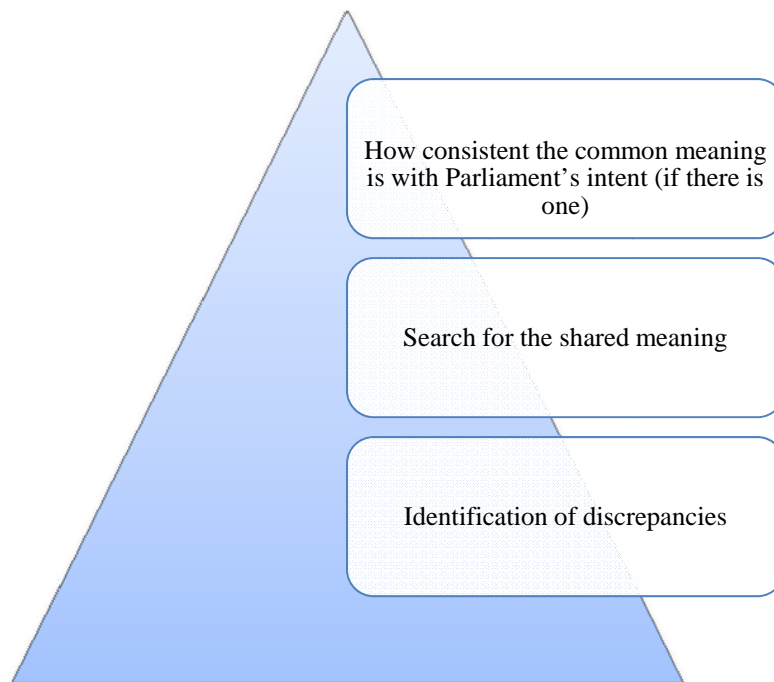 How consistent the common meaning
is with Parliament’s intent (if there is
one)
Search for the shared meaning
Identification of discrepancies